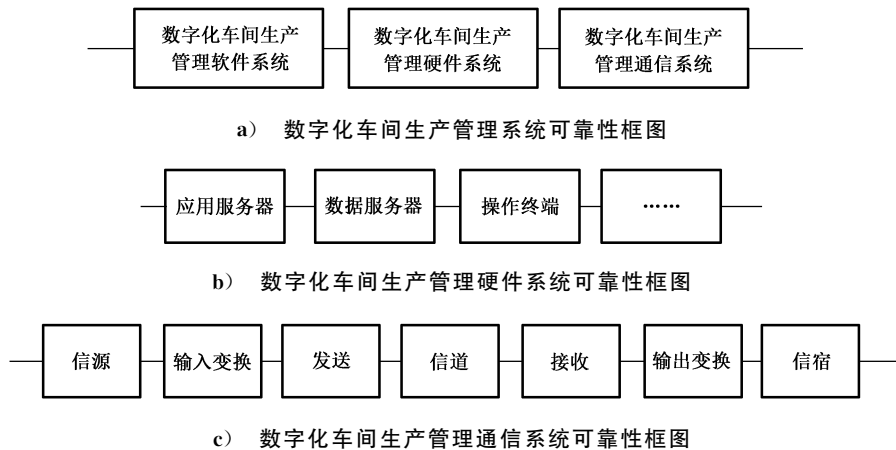 数字化车间生产 数字化车间生产 数字化车间生产
管理软件系统 管理硬件系统 管理通信系统
a） 数字化车间生产管理系统可靠性框图
应用服务器 数据服务器 操作终端 ……
b） 数字化车间生产管理硬件系统可靠性框图
信源 输入变换 发送 信道 接收 输出变换 信宿
c） 数字化车间生产管理通信系统可靠性框图